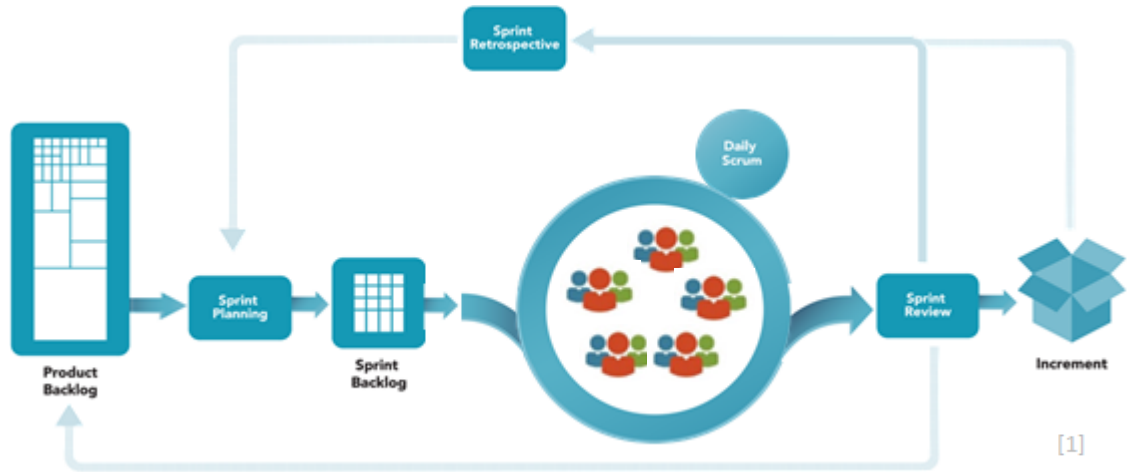 Sprint
Retrospective
Daily
Scrum
Sprint
Planning
Sprint
Review
Product
Backlog
Sprint
Backlog
Increment
[1]